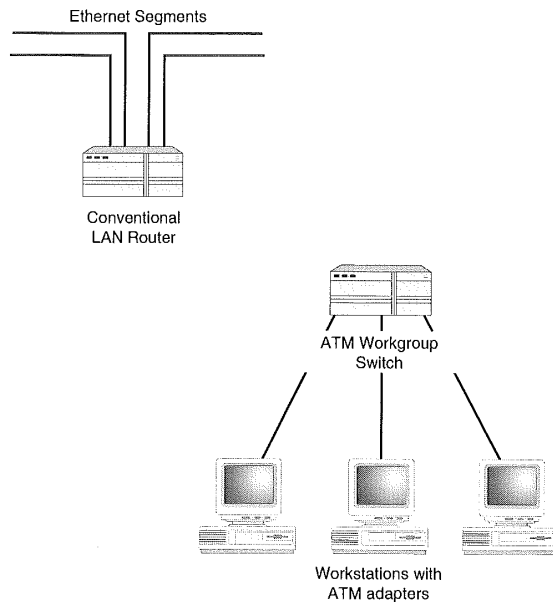 Ethernet Segments
Conventional
LAN Router
ATM Workgroup
Switch
Workstations with
ATM adapters